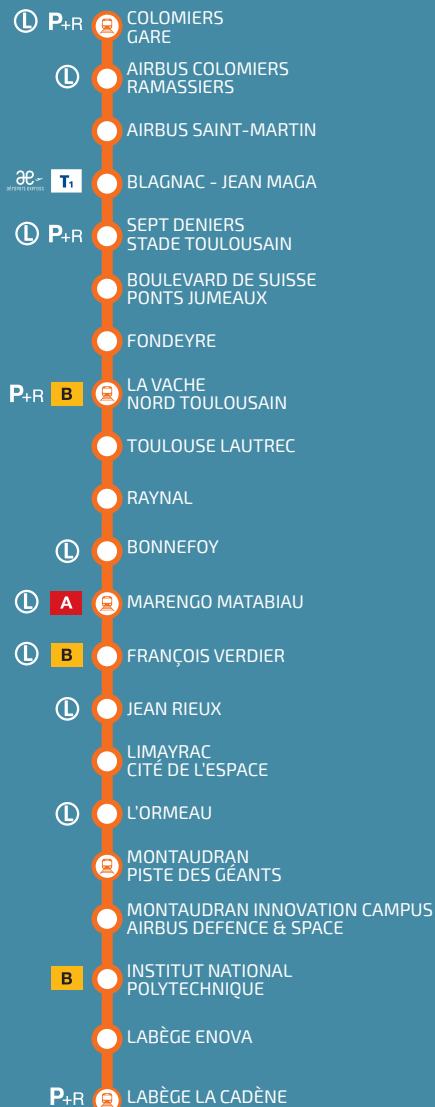 L P+R COLOMIERS
GARE
L AIRBUS COLOMIERS
RAMASSIERS
AIRBUS SAINT-MARTIN
æ T1 BLAGNAC - JEAN MAGA
L P+R SEPT DENIERS
STADE TOULOUSAIN
BOULEVARD DE SUISSE
PONTS JUMEAUX
FONDEYRE
P+R B LA VACHE
NORD TOULOUSAIN
TOULOUSE LAUTREC
RAYNAL
L BONNEFOY
L A MARENGO MATABIAU
L B FRANÇOIS VERDIER
L JEAN RIEUX
LIMAYRAC
CITÉ DE L'ESPACE
L L'ORMEAU
MONTAUDRAN
PISTE DES GÉANTS
MONTAUDRAN INNOVATION CAMPUS
AIRBUS DEFENCE & SPACE
B INSTITUT NATIONAL
POLYTECHNIQUE
LABÈGE ENOVA
P+R LABÈGE LA CADÈNE